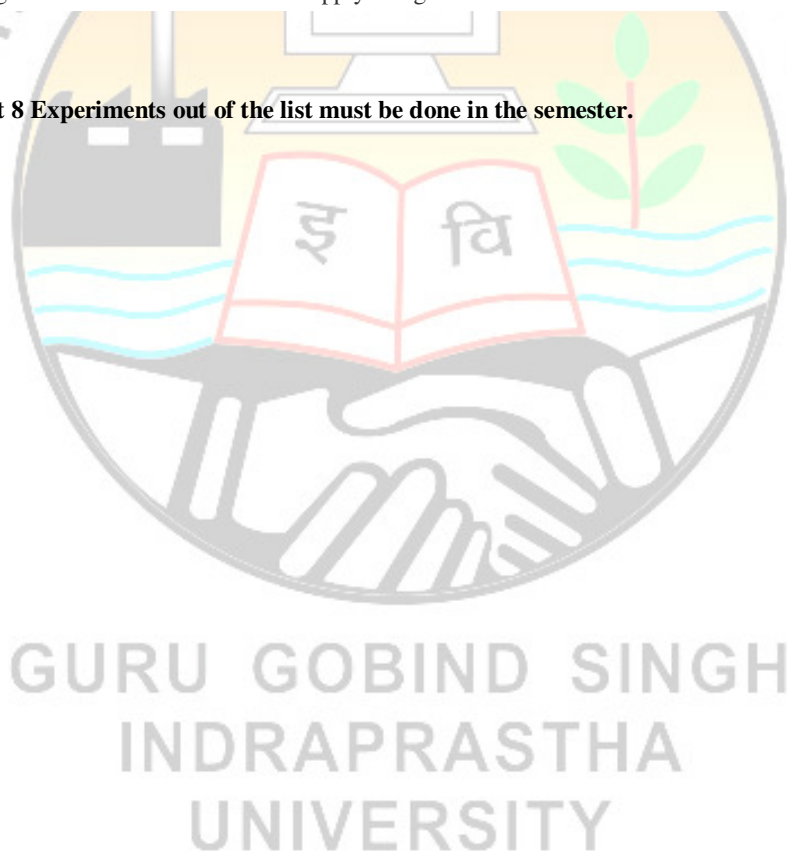 t 8 Experiments out of the list must be done in the semester.
इ वि
GURU GOBIND SINGH
INDRAPRASTHA
UNIVERSITY